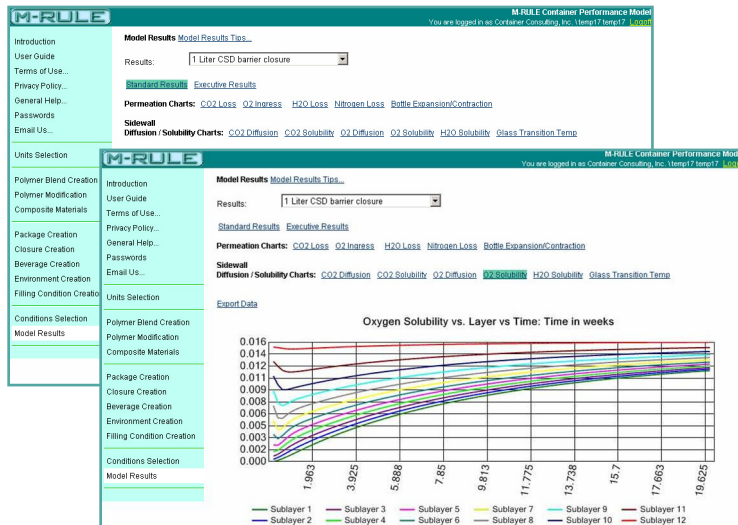 M-RULE
M-RULE Container Performance Model
You are logged in as Container Consulting, Inc. \temp17 temp17 Logoff
Introduction
User Guide
Terms of Use...
Privacy Policy...
General Help...
Passwords
Email Us...
Units Selection
Polymer Blend Creation
Polymer Modification
Composite Materials
Package Creation
Closure Creation
Beverage Creation
Environment Creation
Filling Condition Creatio
Conditions Selection
Model Results
Model Results Model Results Tips...
Results: 1 Liter CSD barrier closure
Standard Results Executive Results
Permeation Charts: CO2 Loss O2 Ingress H2O Loss Nitrogen Loss Bottle Expansion/Contraction
Sidewall
Diffusion / Solubility Charts: CO2 Diffusion CO2 Solubility O2 Diffusion O2 Solubility H2O Solubility Glass Transition Temp
M-RULE
M-RULE Container Performance Mod
You are logged in as Container Consulting, Inc. \temp17 temp17 Logo
Introduction
User Guide
Terms of Use...
Privacy Policy...
General Help...
Passwords
Email Us...
Units Selection
Polymer Blend Creation
Polymer Modification
Composite Materials
Package Creation
Closure Creation
Beverage Creation
Environment Creation
Filling Condition Creation
Conditions Selection
Model Results
Model Results Model Results Tips...
Results: 1 Liter CSD barrier closure
Standard Results Executive Results
Permeation Charts: CO2 Loss O2 Ingress H2O Loss Nitrogen Loss Bottle Expansion/Contraction
Sidewall
Diffusion / Solubility Charts: CO2 Diffusion CO2 Solubility O2 Diffusion O2 Solubility H2O Solubility Glass Transition Temp
Export Data
Oxygen Solubility vs. Layer vs Time: Time in weeks
0.016
0.014
0.012
0.011
0.009
0.008
0.006
0.005
0.003
0.002
0.000
1.963 3.925 5.888 7.85 9.813 11.775 13.738 15.7 17.663 19.625
Sublayer 1 Sublayer 3 Sublayer 5 Sublayer 7 Sublayer 9 Sublayer 11
Sublayer 2 Sublayer 4 Sublayer 6 Sublayer 8 Sublayer 10 Sublayer 12